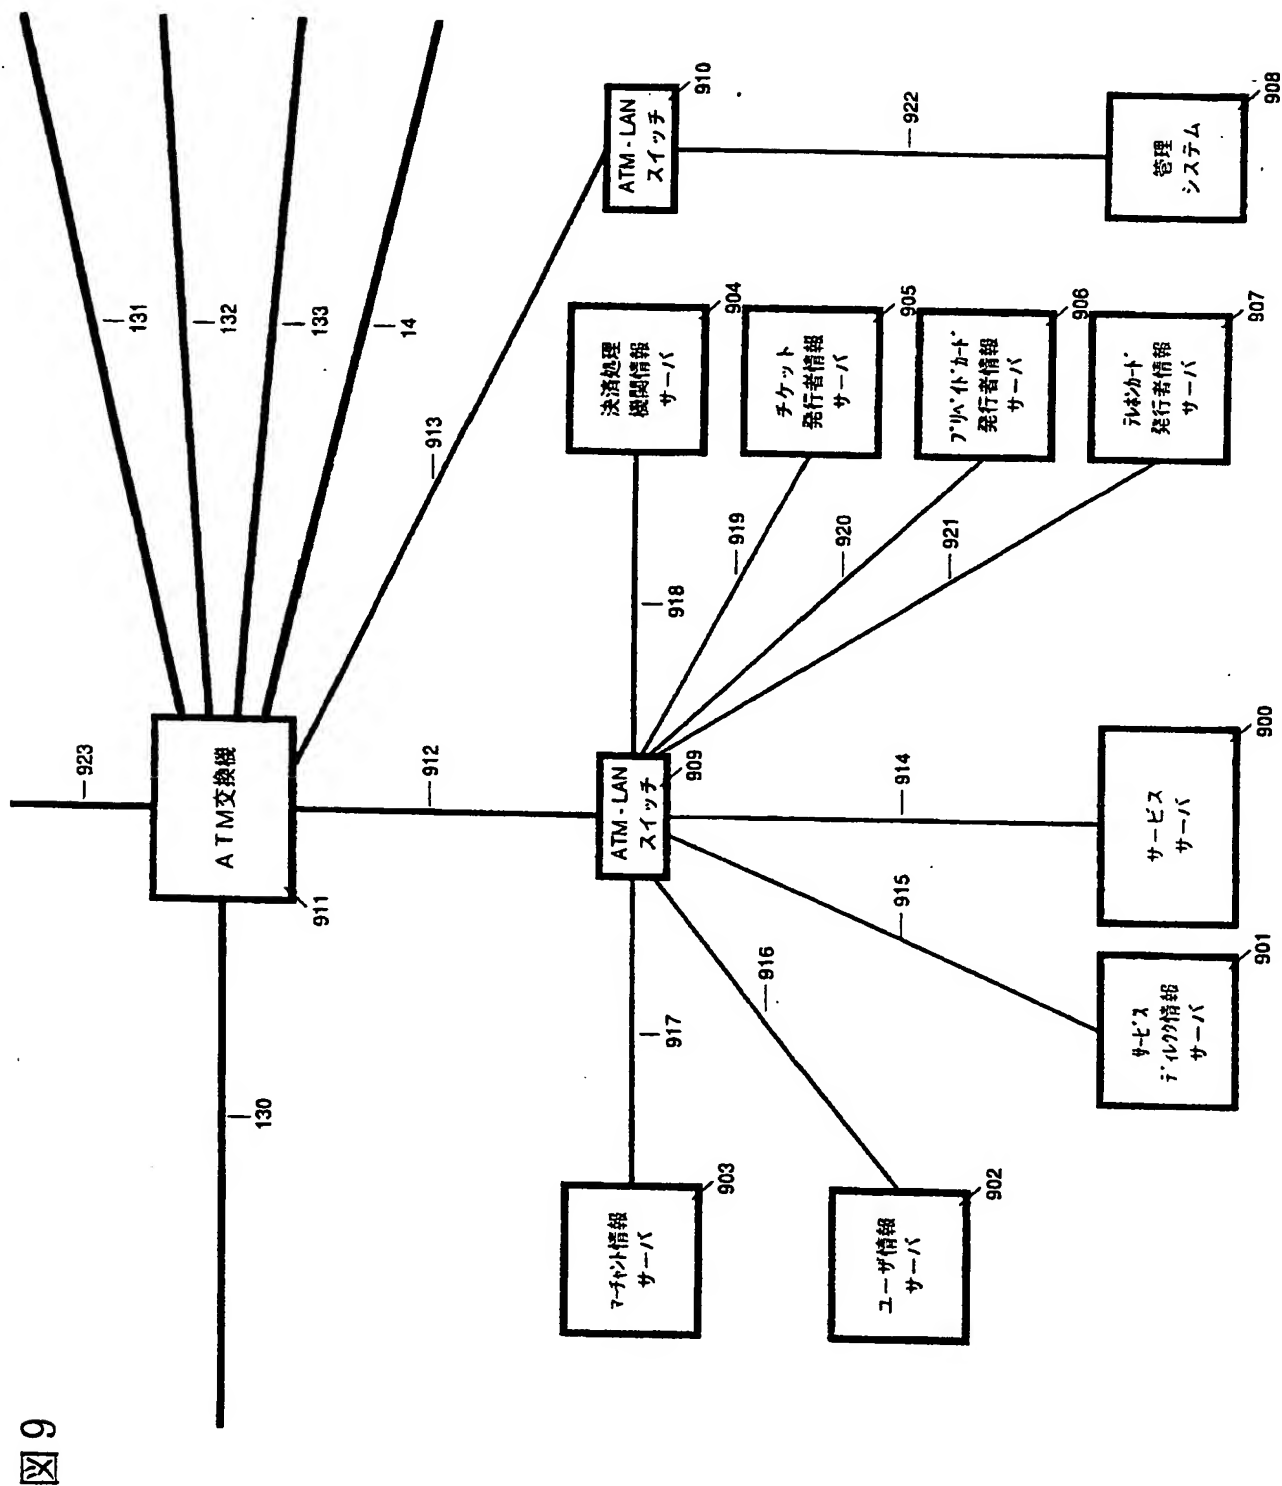 図9
923
131
132
133
14
ATM交換機
911
130
912
913
ATM-LAN
スイッチ
910
922
管理
システム
908
ATM-LAN
スイッチ
909
917
ﾏｰﾁｬﾝﾄ情報
サーバ
903
916
ユーザ情報
サーバ
902
915
ｻｰﾋﾞｽ
ﾃﾞｨﾚｸﾀ情報
サーバ
901
914
サービス
サーバ
900
918
決済処理
機関情報
サーバ
904
919
チケット
発行者情報
サーバ
905
920
ﾌﾟﾘﾍﾟｲﾄﾞｶｰﾄﾞ
発行者情報
サーバ
906
921
ﾃﾚﾎﾝｶｰﾄﾞ
発行者情報
サーバ
907